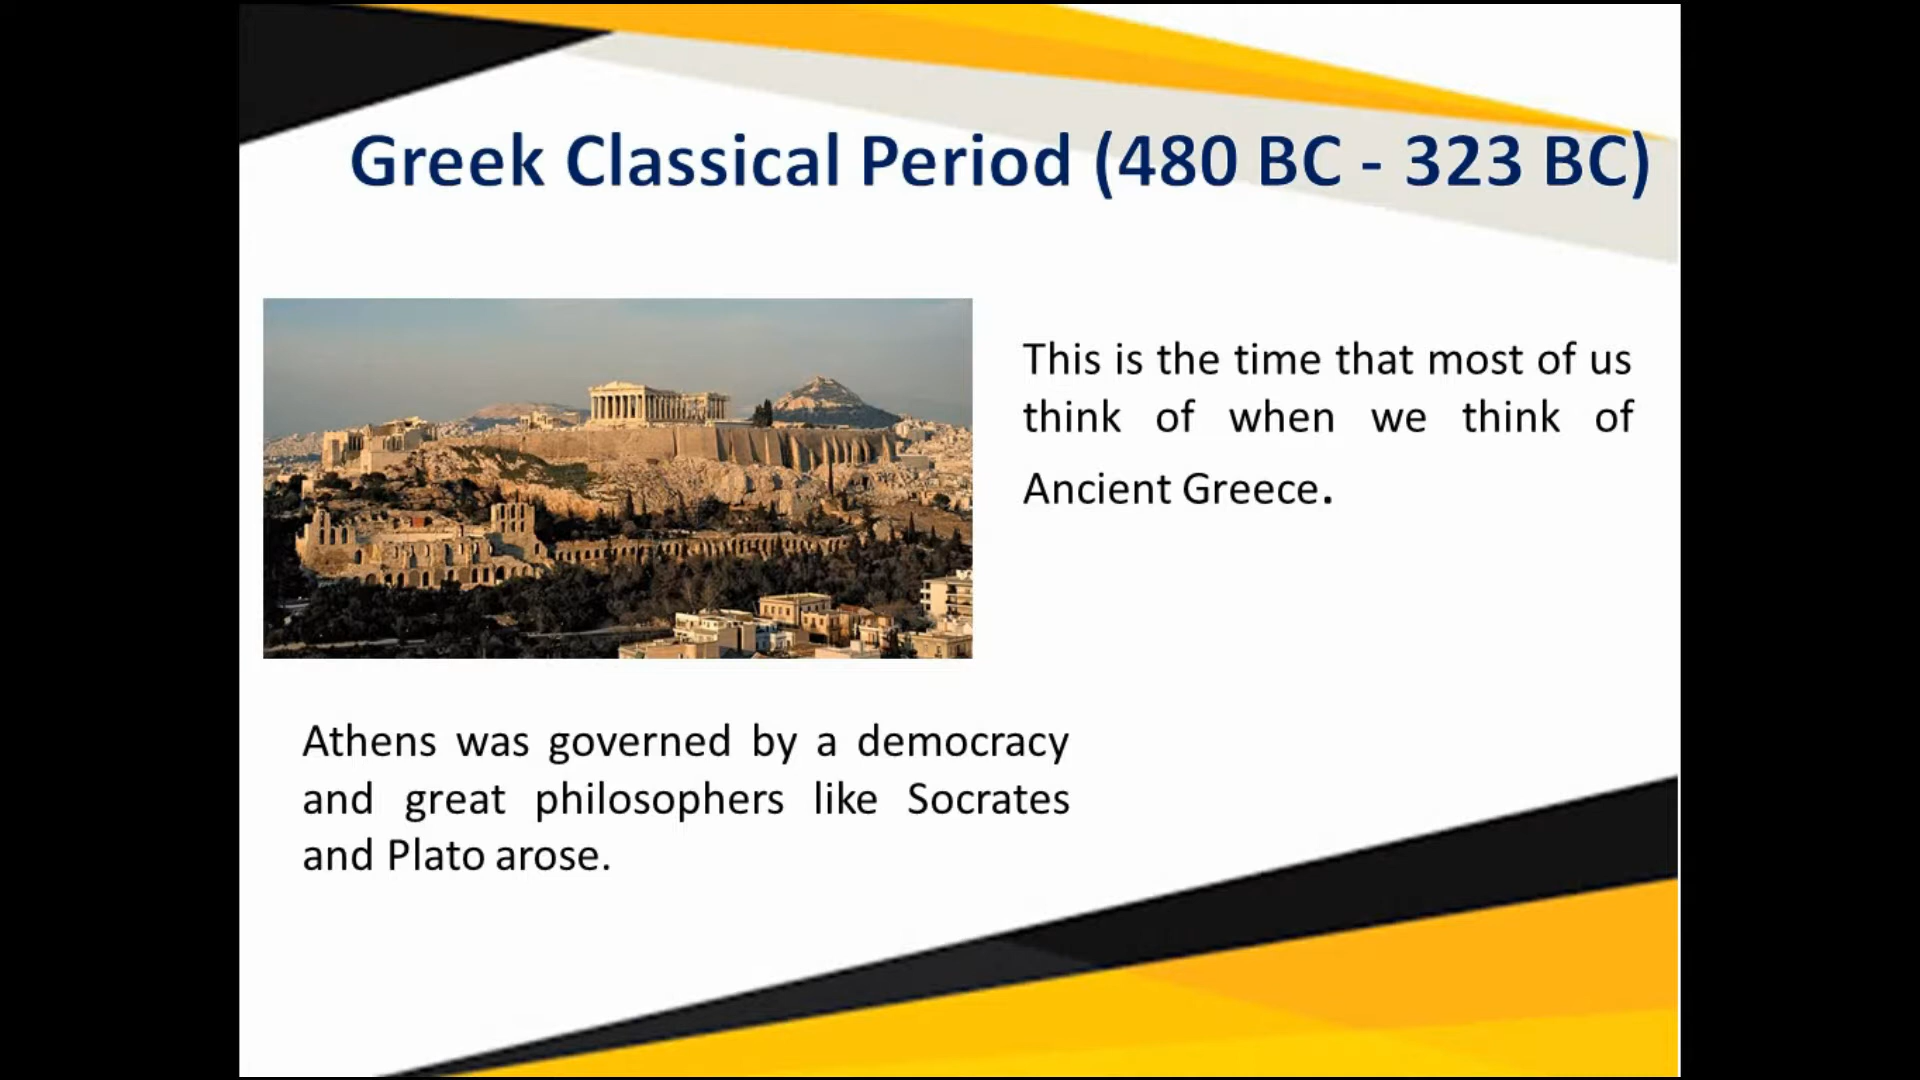 Greek Classical Period (480 BC - 323 BC)
This is the time that most of us
think of when we think of
Ancient Greece.
Athens was governed by a democracy
and great philosophers like Socrates
and Plato arose.